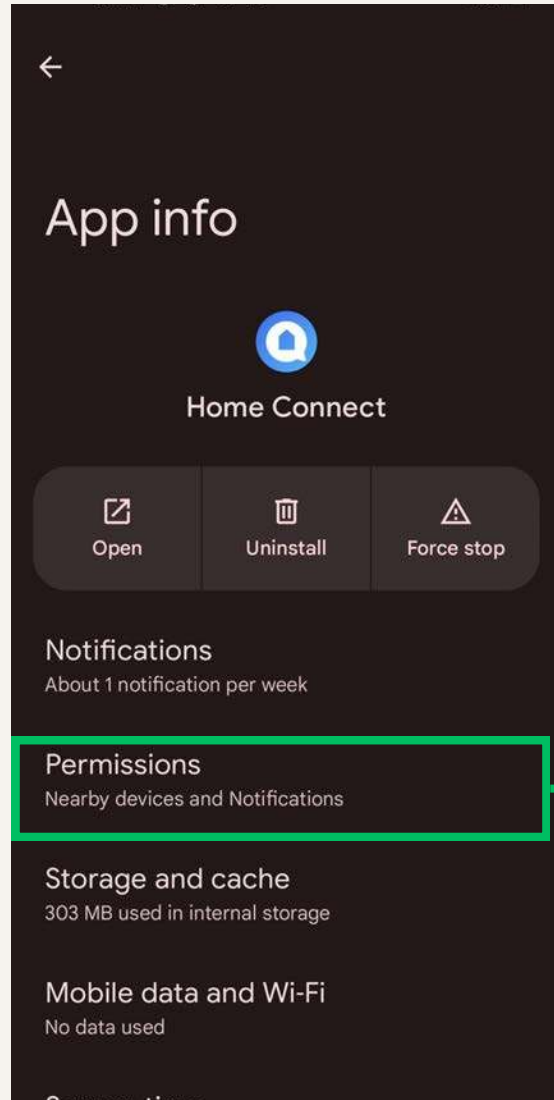 App info
Home Connect
Open
Uninstall
Force stop
Notifications
About 1 notification per week
Permissions
Nearby devices and Notifications
Storage and cache
303 MB used in internal storage
Mobile data and Wi-Fi
No data used